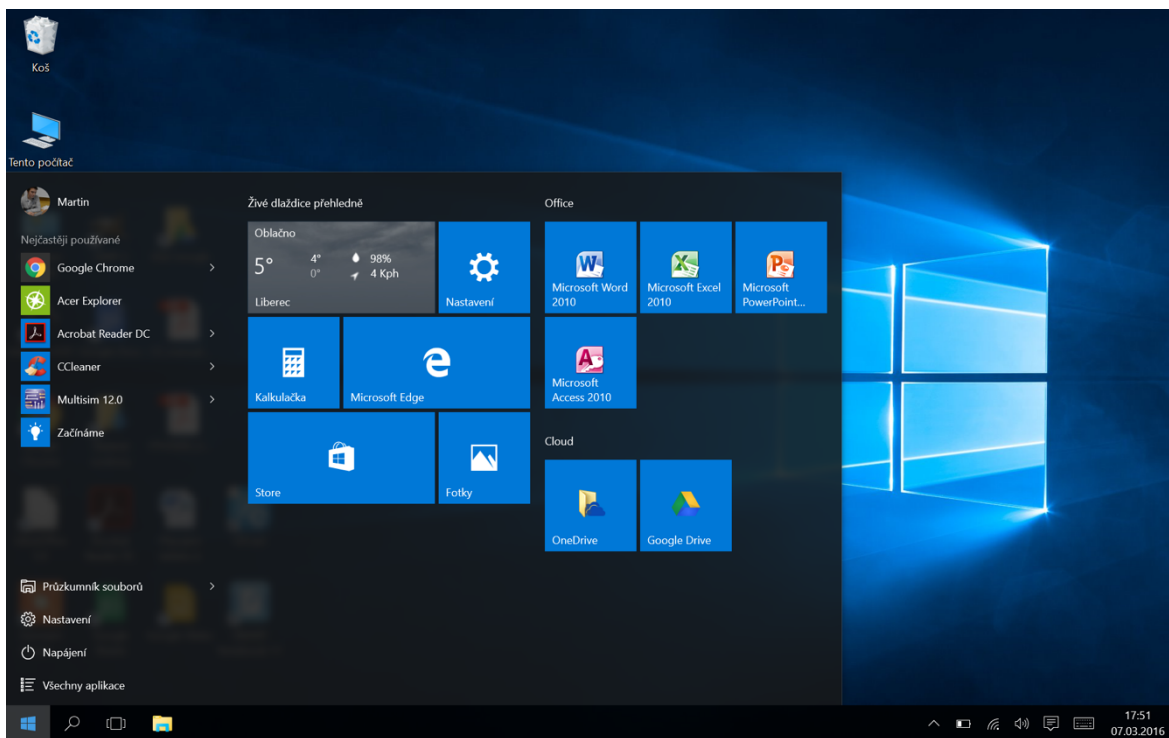 Koš
Tento počítač
Martin
Nejčastěji používané
Google Chrome
Acer Explorer
Acrobat Reader DC
CCleaner
Multisim 12.0
Začínáme
Průzkumník souborů
Nastavení
Napájení
Všechny aplikace
Živé dlaždice přehledně
Oblačno
5° 4° 98%
0° 4 Kph
Liberec
Nastavení
Kalkulačka
Microsoft Edge
Store
Fotky
Office
Microsoft Word
2010
Microsoft Excel
2010
Microsoft
PowerPoint...
Microsoft
Access 2010
Cloud
OneDrive
Google Drive
17:51
07.03.2016